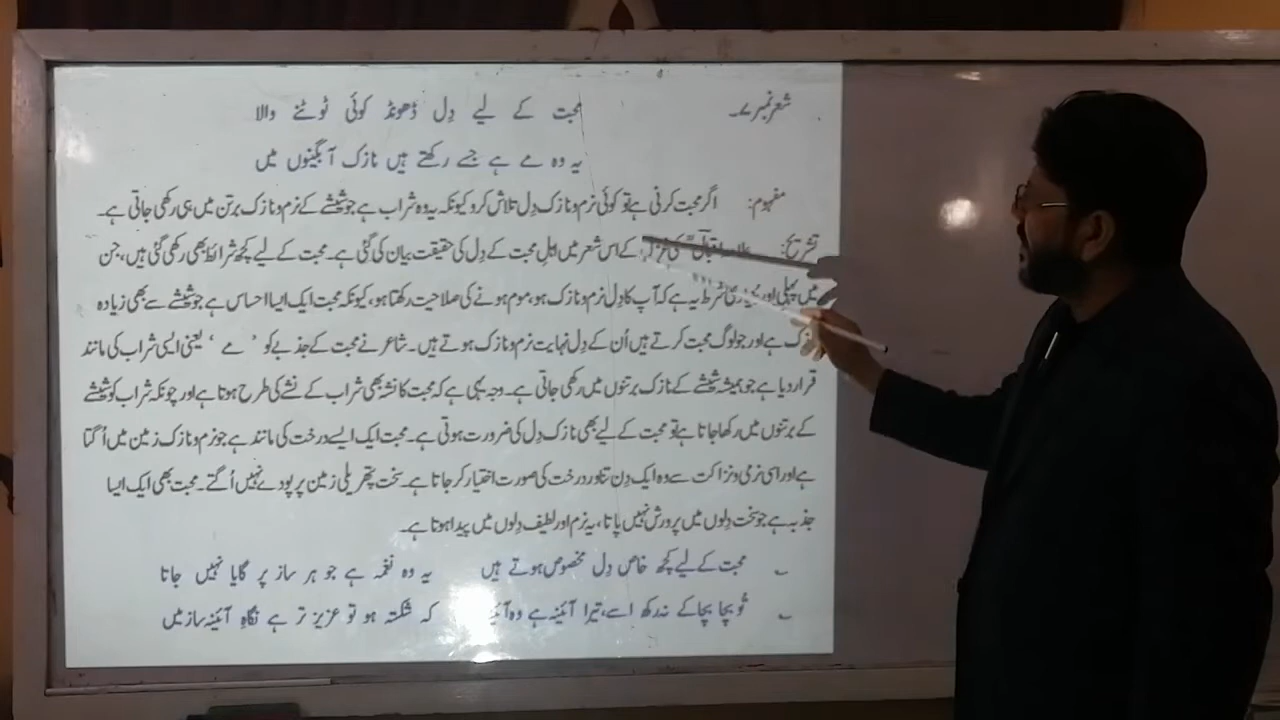 شعر نمبر ۷۔ محبت کے لیے دِل ڈھونڈ کوئی ٹوٹنے والا
یہ وہ مے ہے جسے رکھتے ہیں نازک آبگینوں میں
مفہوم: اگر محبت کرنی ہے تو کوئی نرم و نازک دِل تلاش کرو کیونکہ یہ وہ شراب ہے جو شیشے کے نرم و نازک برتن میں ہی رکھی جاتی ہے۔
تشریح: کے اس شعر میں اہلِ محبت کے دِل کی حقیقت بیان کی گئی ہے۔ محبت کے لیے کچھ شرائط بھی رکھی گئی ہیں، جن
میں پہلی اور شرط یہ ہے کہ آپ کا دِل نرم و نازک ہو، موم ہونے کی صلاحیت رکھتا ہو، کیونکہ محبت ایک ایسا احساس ہے جو شیشے سے بھی زیادہ
نازک ہے اور جو لوگ محبت کرتے ہیں اُن کے دِل نہایت نرم و نازک ہوتے ہیں۔ شاعر نے محبت کے جذبے کو ’مے‘ یعنی ایسی شراب کی مانند
قرار دیا ہے جو ہمیشہ شیشے کے نازک برتنوں میں رکھی جاتی ہے۔ وجہ یہی ہے کہ محبت کا نشہ بھی شراب کے نشے کی طرح ہوتا ہے اور چونکہ شراب کو شیشے
کے برتنوں میں رکھا جاتا ہے تو محبت کے لیے بھی نازک دِل کی ضرورت ہوتی ہے۔ محبت ایک ایسے درخت کی مانند ہے جو نرم و نازک زمین میں اُگتا
ہے اور اسی نرمی و نزاکت سے وہ ایک دِن تناور درخت کی صورت اختیار کر جاتا ہے۔ سخت پتھریلی زمین پر پودے نہیں اُگتے۔ محبت بھی ایک ایسا
جذبہ ہے جو سخت دِلوں میں پرورش نہیں پاتا، یہ نرم اور لطیف دِلوں میں پیدا ہوتا ہے۔
؎ محبت کے لیے کچھ خاص دِل مخصوص ہوتے ہیں یہ وہ نغمہ ہے جو ہر ساز پر گایا نہیں جاتا
؎ تُو بچا بچا کے نہ رکھ اسے، تیرا آئینہ ہے وہ آئینہ کہ شکستہ ہو تو عزیز تر ہے نگاہِ آئینہ ساز میں